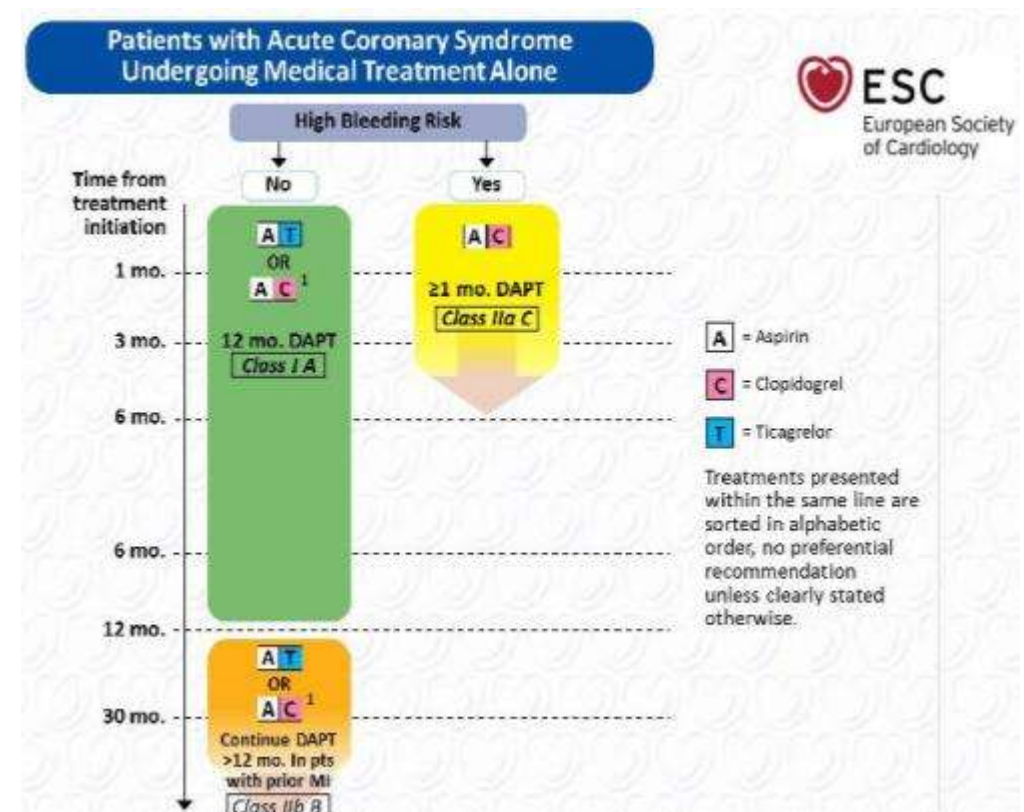 Patients with Acute Coronary Syndrome
Undergoing Medical Treatment Alone
ESC
European Society
of Cardiology
High Bleeding Risk
Time from
treatment
initiation
No
Yes
A T
OR
A C 1
A C
1 mo.
≥1 mo. DAPT
Class IIa C
3 mo.
12 mo. DAPT
Class I A
6 mo.
6 mo.
12 mo.
A T
OR
A C 1
30 mo.
Continue DAPT
>12 mo. In pts
with prior MI
Class IIb B
A = Aspirin
C = Clopidogrel
T = Ticagrelor
Treatments presented
within the same line are
sorted in alphabetic
order, no preferential
recommendation
unless clearly stated
otherwise.